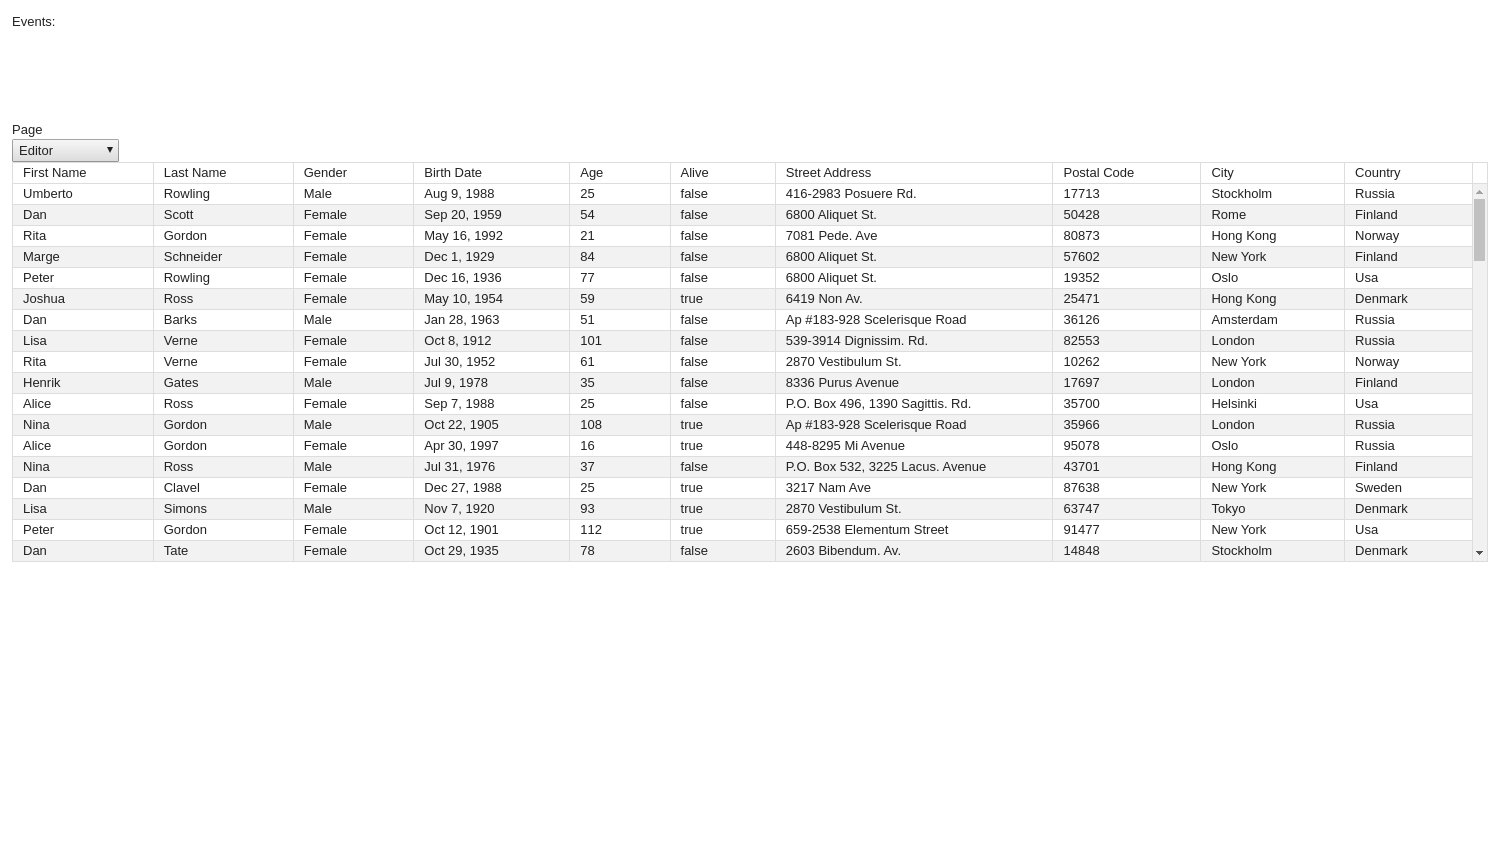 Events:
Page
Editor
First Name Last Name Gender Birth Date Age Alive Street Address Postal Code City Country
Umberto Rowling Male Aug 9, 1988 25 false 416-2983 Posuere Rd. 17713 Stockholm Russia
Dan Scott Female Sep 20, 1959 54 false 6800 Aliquet St. 50428 Rome Finland
Rita Gordon Female May 16, 1992 21 false 7081 Pede. Ave 80873 Hong Kong Norway
Marge Schneider Female Dec 1, 1929 84 false 6800 Aliquet St. 57602 New York Finland
Peter Rowling Female Dec 16, 1936 77 false 6800 Aliquet St. 19352 Oslo Usa
Joshua Ross Female May 10, 1954 59 true 6419 Non Av. 25471 Hong Kong Denmark
Dan Barks Male Jan 28, 1963 51 false Ap #183-928 Scelerisque Road 36126 Amsterdam Russia
Lisa Verne Female Oct 8, 1912 101 false 539-3914 Dignissim. Rd. 82553 London Russia
Rita Verne Female Jul 30, 1952 61 false 2870 Vestibulum St. 10262 New York Norway
Henrik Gates Male Jul 9, 1978 35 false 8336 Purus Avenue 17697 London Finland
Alice Ross Female Sep 7, 1988 25 false P.O. Box 496, 1390 Sagittis. Rd. 35700 Helsinki Usa
Nina Gordon Male Oct 22, 1905 108 true Ap #183-928 Scelerisque Road 35966 London Russia
Alice Gordon Female Apr 30, 1997 16 true 448-8295 Mi Avenue 95078 Oslo Russia
Nina Ross Male Jul 31, 1976 37 false P.O. Box 532, 3225 Lacus. Avenue 43701 Hong Kong Finland
Dan Clavel Female Dec 27, 1988 25 true 3217 Nam Ave 87638 New York Sweden
Lisa Simons Male Nov 7, 1920 93 true 2870 Vestibulum St. 63747 Tokyo Denmark
Peter Gordon Female Oct 12, 1901 112 true 659-2538 Elementum Street 91477 New York Usa
Dan Tate Female Oct 29, 1935 78 false 2603 Bibendum. Av. 14848 Stockholm Denmark